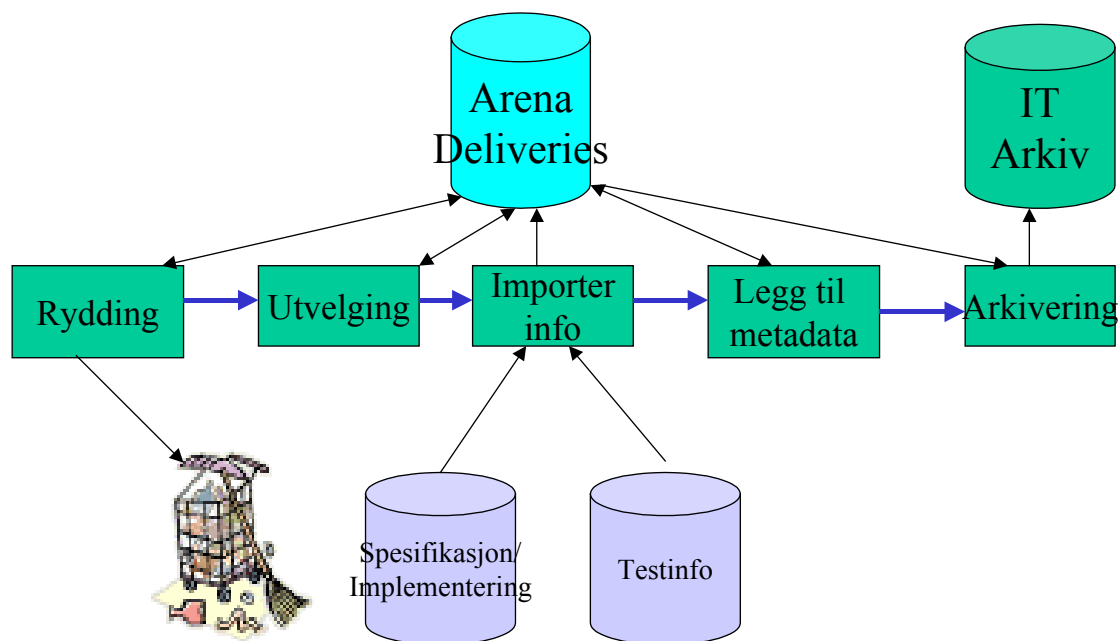 Arena
Deliveries
IT
Arkiv
Rydding
Utvelging
Importer
info
Legg til
metadata
Arkivering
Spesifikasjon/
Implementering
Testinfo